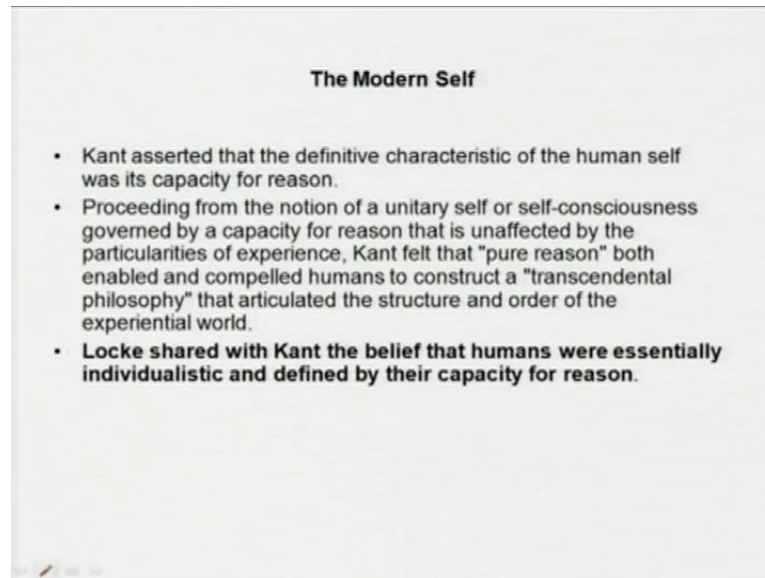 The Modern Self
• Kant asserted that the definitive characteristic of the human self
was its capacity for reason.
• Proceeding from the notion of a unitary self or self-consciousness
governed by a capacity for reason that is unaffected by the
particularities of experience, Kant felt that "pure reason" both
enabled and compelled humans to construct a "transcendental
philosophy" that articulated the structure and order of the
experiential world.
• Locke shared with Kant the belief that humans were essentially
individualistic and defined by their capacity for reason.